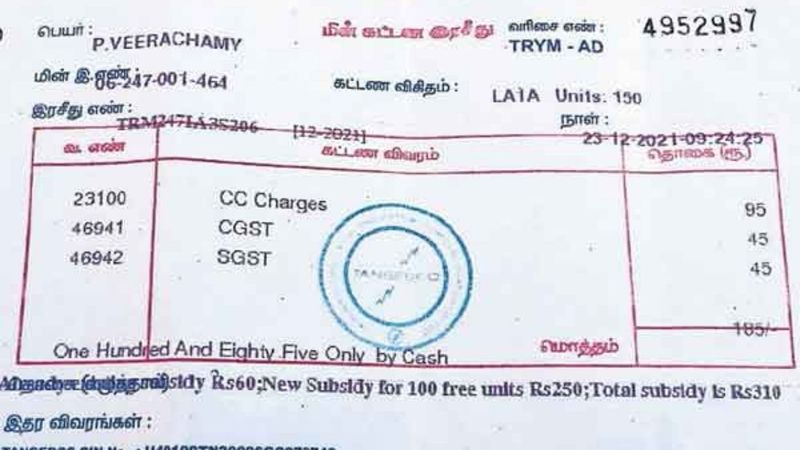 பெயர் : P.VEERACHAMY மின் கட்டண இரசீது வரிசை எண் : 4952997
TRYM - AD
மின் இ.எண் : 06-247-001-464 கட்டண விகிதம் : LA1A Units: 150
இரசீது எண் : TRM247LA3S206 [12-2021] நாள் : 23-12-2021-09:24:25
வ. எண் கட்டண விவரம் தொகை (ரூ.)
23100 CC Charges 95
46941 CGST 45
46942 SGST 45
TANGEDCO
185/-
One Hundred And Eighty Five Only by Cash மொத்தம்
Rs60;New Subsidy for 100 free units Rs250;Total subsidy is Rs310
இதர விவரங்கள் :